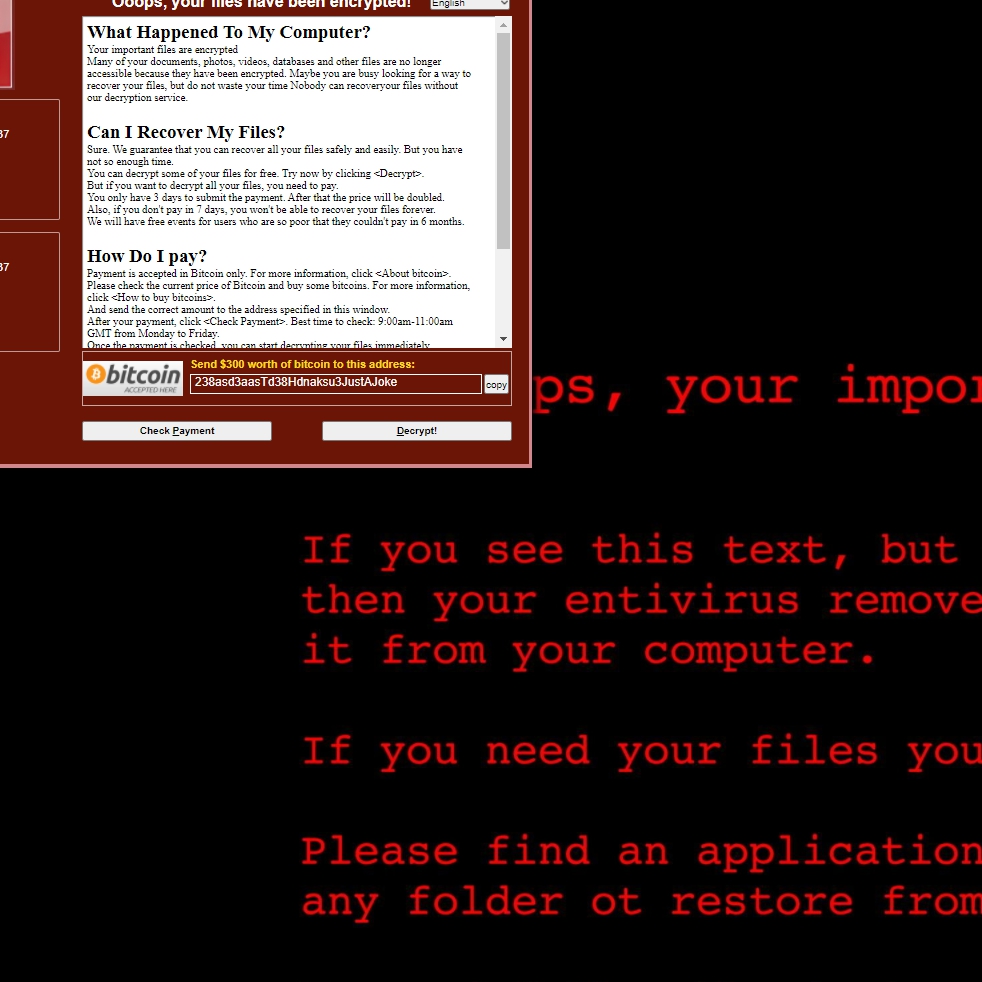 Ooops, your files have been encrypted!
English
What Happened To My Computer?
Your important files are encrypted
Many of your documents, photos, videos, databases and other files are no longer
accessible because they have been encrypted. Maybe you are busy looking for a way to
recover your files, but do not waste your time Nobody can recoveryour files without
our decryption service.
Can I Recover My Files?
Sure. We guarantee that you can recover all your files safely and easily. But you have
not so enough time.
You can decrypt some of your files for free. Try now by clicking <Decrypt>.
But if you want to decrypt all your files, you need to pay.
You only have 3 days to submit the payment. After that the price will be doubled.
Also, if you don't pay in 7 days, you won't be able to recover your files forever.
We will have free events for users who are so poor that they couldn't pay in 6 months.
How Do I pay?
Payment is accepted in Bitcoin only. For more information, click <About bitcoin>.
Please check the current price of Bitcoin and buy some bitcoins. For more information,
click <How to buy bitcoins>.
And send the correct amount to the address specified in this window.
After your payment, click <Check Payment>. Best time to check: 9:00am-11:00am
GMT from Monday to Friday.
Once the payment is checked, you can start decrypting your files immediately
37
37
bitcoin
ACCEPTED HERE
Send $300 worth of bitcoin to this address:
238asd3aasTd38Hdnaksu3JustAJoke
copy
Check Payment
Decrypt!
ps, your impor
If you see this text, but
then your entivirus remove
it from your computer.
If you need your files you
Please find an application
any folder ot restore from